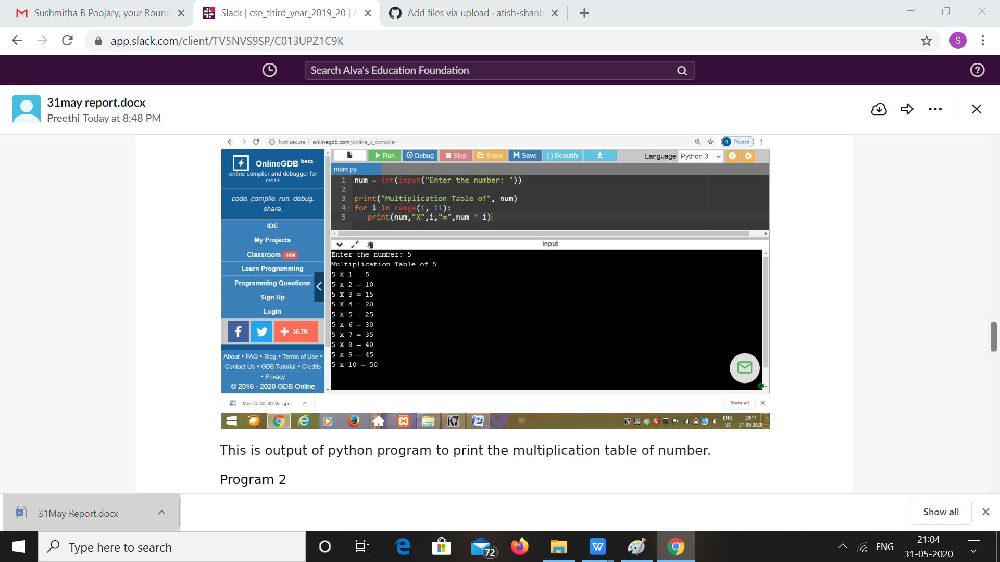 Sushmitha B Poojary, your Round
Slack | cse_third_year_2019_20 | A
Add files via upload · atish-shanb
app.slack.com/client/TV5NVS9SP/C013UPZ1C9K
S
Search Alva's Education Foundation
31may report.docx
Preethi Today at 8:48 PM
Not secure | onlinegdb.com/online_c_compiler
R Paused
OnlineGDB beta
online compiler and debugger for
c/c++
code. compile. run. debug.
share.
IDE
My Projects
Classroom new
Learn Programming
Programming Questions
Sign Up
Login
f
+ 38.7K
About • FAQ • Blog • Terms of Use •
Contact Us • GDB Tutorial • Credits
• Privacy
© 2016 - 2020 GDB Online
Run Debug Stop Share Save { } Beautify
Language Python 3
main.py
1 num = int(input("Enter the number: "))
2
3 print("Multiplication Table of", num)
4 for i in range(1, 11):
5 print(num,"X",i,"=",num * i)
input
Enter the number: 5
Multiplication Table of 5
5 X 1 = 5
5 X 2 = 10
5 X 3 = 15
5 X 4 = 20
5 X 5 = 25
5 X 6 = 30
5 X 7 = 35
5 X 8 = 40
5 X 9 = 45
5 X 10 = 50
IMG-20200530-W....jpg
Show all
ENG
US
20:17
31-05-2020
This is output of python program to print the multiplication table of number.
Program 2
31May Report.docx
Show all
Type here to search
72
ENG
21:04
31-05-2020